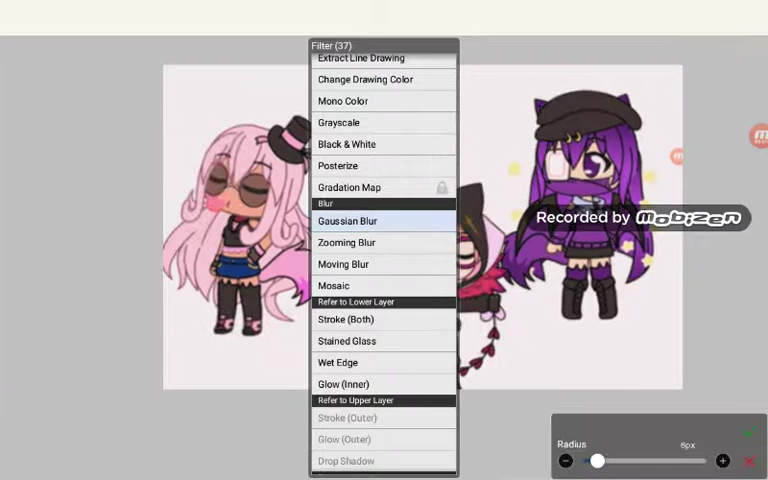 Filter (37)
Extract Line Drawing
Change Drawing Color
Mono Color
Grayscale
Black & White
Posterize
Gradation Map
Blur
Gaussian Blur
Zooming Blur
Moving Blur
Mosaic
Refer to Lower Layer
Stroke (Both)
Stained Glass
Wet Edge
Glow (Inner)
Refer to Upper Layer
Stroke (Outer)
Glow (Outer)
Drop Shadow
Recorded by mobizen
Radius
6px